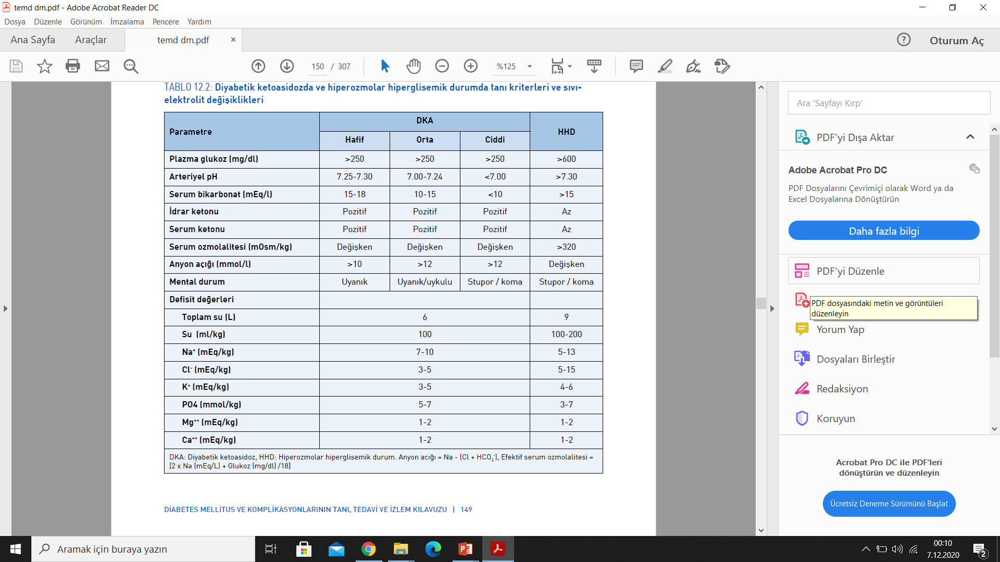 temd dm.pdf - Adobe Acrobat Reader DC
Dosya Düzenle Görünüm İmzalama Pencere Yardım
Ana Sayfa Araçlar temd dm.pdf × ? Oturum Aç
150 / 307 %125
TABLO 12.2: Diyabetik ketoasidozda ve hiperozmolar hiperglisemik durumda tanı kriterleri ve sıvı-
elektrolit değişiklikleri
Parametre DKA HHD
Hafif Orta Ciddi
Plazma glukoz (mg/dl) >250 >250 >250 >600
Arteriyel pH 7.25-7.30 7.00-7.24 <7.00 >7.30
Serum bikarbonat (mEq/l) 15-18 10-15 <10 >15
İdrar ketonu Pozitif Pozitif Pozitif Az
Serum ketonu Pozitif Pozitif Pozitif Az
Serum ozmolalitesi (mOsm/kg) Değişken Değişken Değişken >320
Anyon açığı (mmol/l) >10 >12 >12 Değişken
Mental durum Uyanık Uyanık/uykulu Stupor / koma Stupor / koma
Defisit değerleri
Toplam su (L) 6 9
Su (ml/kg) 100 100-200
Na⁺ (mEq/kg) 7-10 5-13
Cl⁻ (mEq/kg) 3-5 5-15
K⁺ (mEq/kg) 3-5 4-6
PO4 (mmol/kg) 5-7 3-7
Mg⁺⁺ (mEq/kg) 1-2 1-2
Ca⁺⁺ (mEq/kg) 1-2 1-2
DKA: Diyabetik ketoasidoz, HHD: Hiperozmolar hiperglisemik durum. Anyon açığı = Na - (Cl + HCO₃⁻), Efektif serum ozmolalitesi =
[2 x Na (mEq/L) + Glukoz (mg/dl) /18]
DİABETES MELLİTUS VE KOMPLİKASYONLARININ TANI, TEDAVİ VE İZLEM KILAVUZU | 149
Ara 'Sayfayı Kırp'
PDF'yi Dışa Aktar
Adobe Acrobat Pro DC
PDF Dosyalarını Çevrimiçi olarak Word ya da
Excel Dosyalarına Dönüştürün
Daha fazla bilgi
PDF'yi Düzenle
PDF dosyasındaki metin ve görüntüleri
düzenleyin
Yorum Yap
Dosyaları Birleştir
Redaksiyon
Koruyun
Acrobat Pro DC ile PDF'leri
dönüştürün ve düzenleyin
Ücretsiz Deneme Sürümünü Başlat
Aramak için buraya yazın
00:10
7.12.2020
2